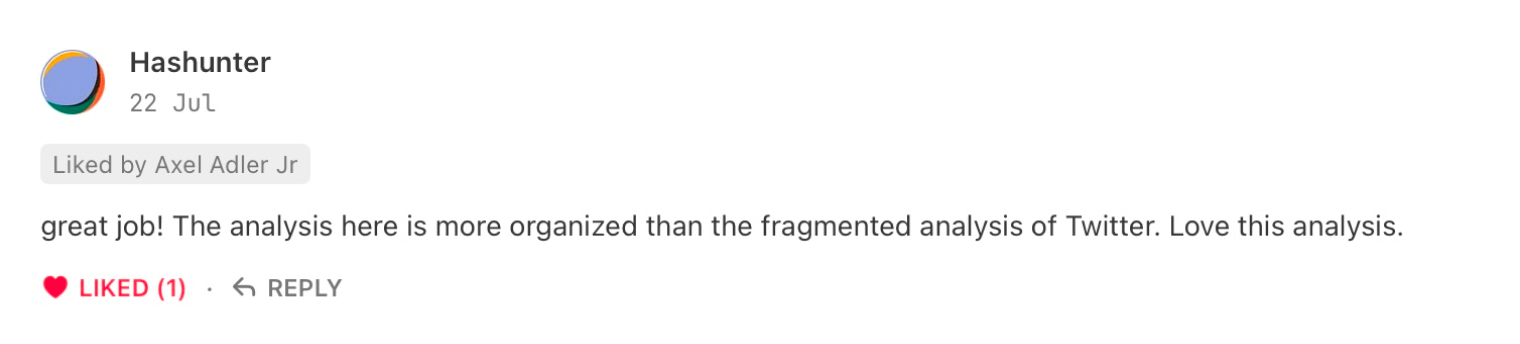 Hashunter
22 Jul
Liked by Axel Adler Jr
great job! The analysis here is more organized than the fragmented analysis of Twitter. Love this analysis.
LIKED (1) · REPLY